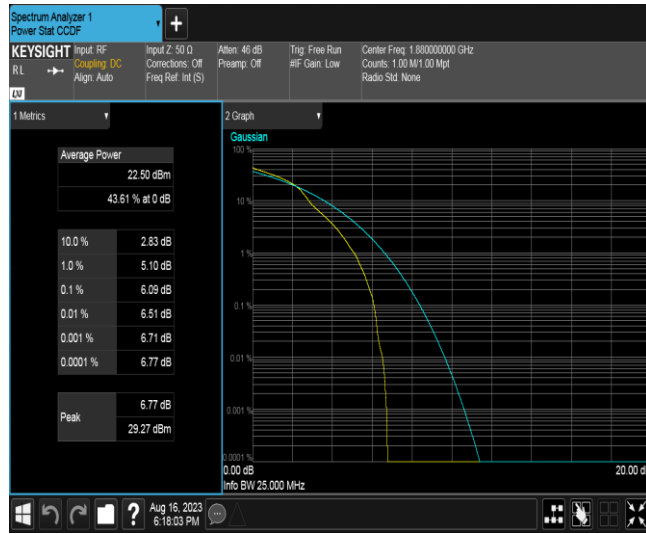 Spectrum Analyzer 1
Power Stat CCDF
+
KEYSIGHT
RL
LXI
Input: RF
Coupling: DC
Align: Auto
Input Z: 50 Ω
Corrections: Off
Freq Ref: Int (S)
Atten: 46 dB
Preamp: Off
Trig: Free Run
#IF Gain: Low
Center Freq: 1.880000000 GHz
Counts: 1.00 M/1.00 Mpt
Radio Std: None
1 Metrics
Average Power
22.50 dBm
43.61 % at 0 dB
10.0 % 2.83 dB
1.0 % 5.10 dB
0.1 % 6.09 dB
0.01 % 6.51 dB
0.001 % 6.71 dB
0.0001 % 6.77 dB
Peak
6.77 dB
29.27 dBm
2 Graph
Gaussian
100 %
10 %
1 %
0.1 %
0.01 %
0.001 %
0.0001 %
0.00 dB
20.00 d
Info BW 25.000 MHz
?
Aug 16, 2023
6:18:03 PM